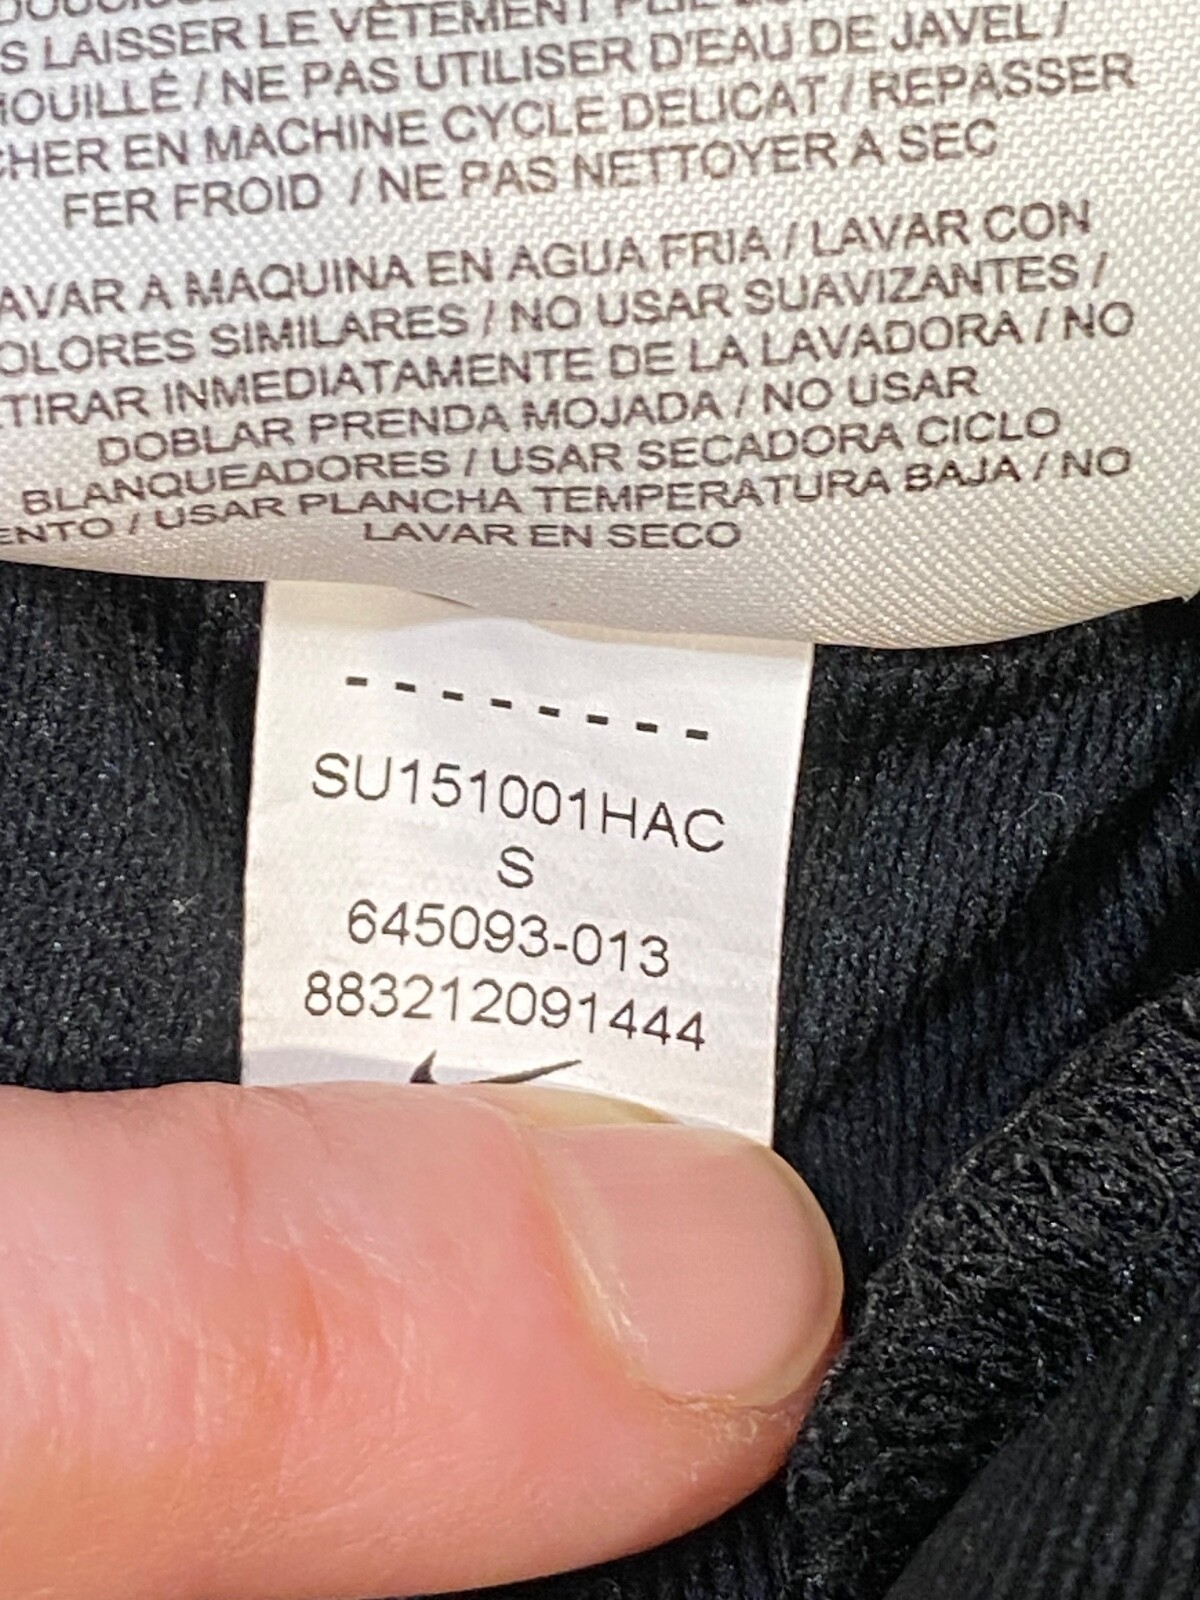 LAISSER LE VÊTEMENT
/ NE PAS UTILISER D'EAU DE JAVEL /
EN MACHINE CYCLE DELICAT / REPASSER
FER FROID / NE PAS NETTOYER A SEC
AVAR A MAQUINA EN AGUA FRIA / LAVAR CON
OLORES SIMILARES / NO USAR SUAVIZANTES /
TIRAR INMEDIATAMENTE DE LA LAVADORA / NO
DOBLAR PRENDA MOJADA / NO USAR
BLANQUEADORES / USAR SECADORA CICLO
ENTO / USAR PLANCHA TEMPERATURA BAJA / NO
LAVAR EN SECO
--------
SU151001HAC
S
645093-013
883212091444